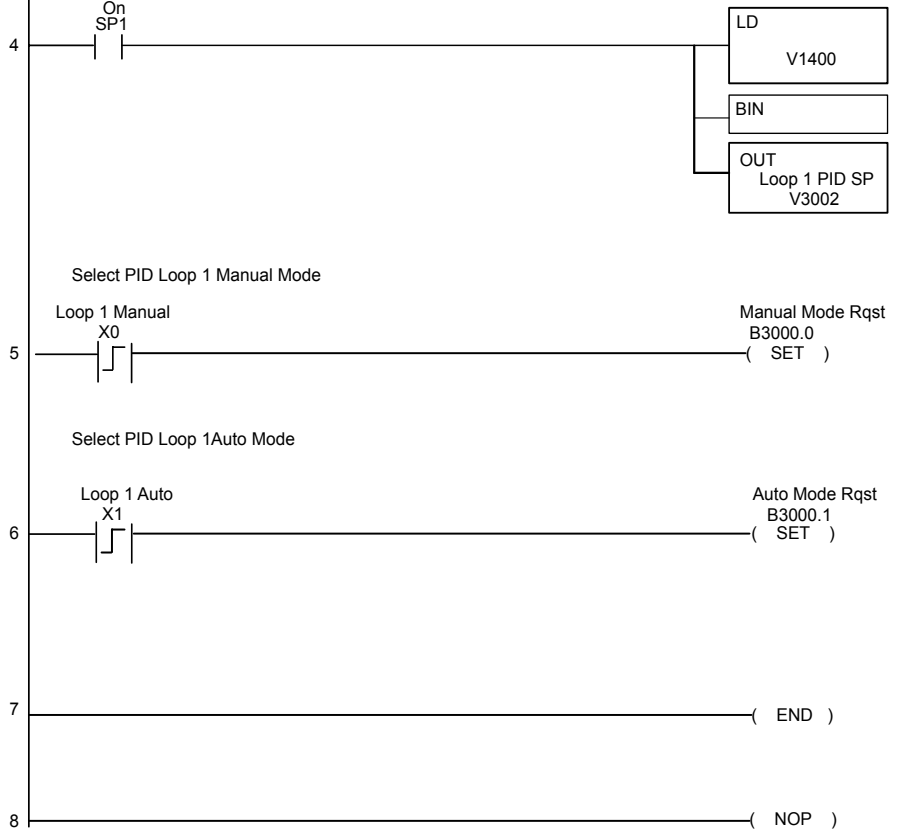 On
SP1
4
LD
V1400
BIN
OUT
Loop 1 PID SP
V3002
Select PID Loop 1 Manual Mode
Loop 1 Manual
X0
5
Manual Mode Rqst
B3000.0
( SET )
Select PID Loop 1Auto Mode
Loop 1 Auto
X1
6
Auto Mode Rqst
B3000.1
( SET )
7
( END )
8
( NOP )